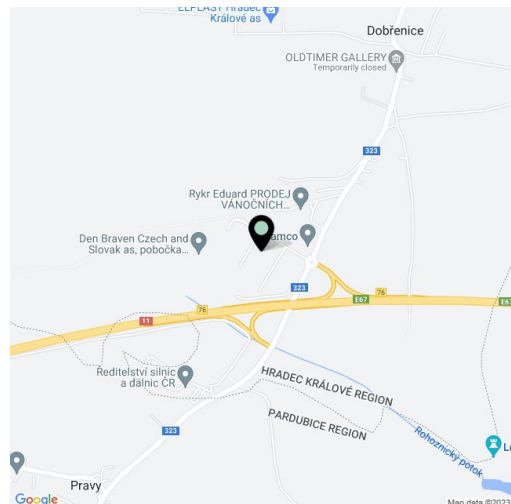 ELPLAST Hradec
Králové as
Dobřenice
OLDTIMER GALLERY
Temporarily closed
323
Rykr Eduard PRODEJ
VÁNOČNÍCH...
Den Braven Czech and
Slovak as, pobočka...
amco
323
76
76
E67
E67
11
Ředitelství silnic
a dálnic ČR
HRADEC KRÁLOVÉ REGION
PARDUBICE REGION
323
Rohoznický potok
Pravy
Google
Map data ©2023